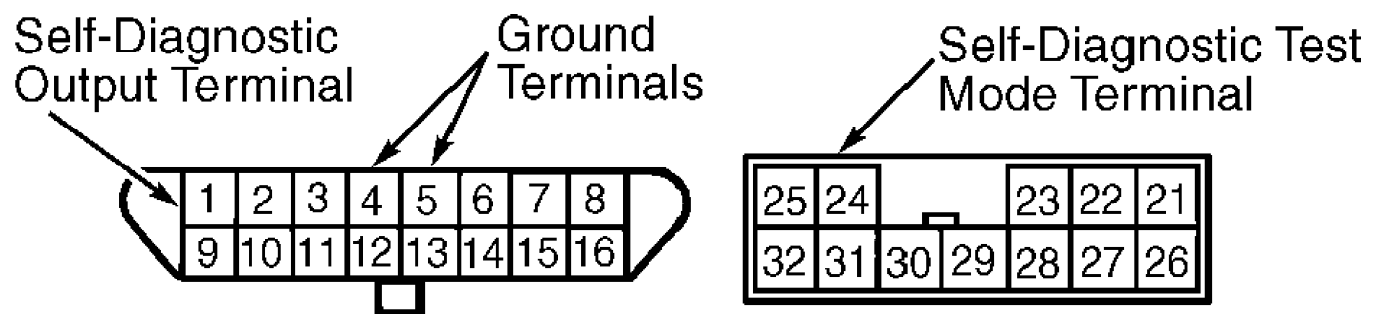 Self-Diagnostic
Output Terminal
Ground
Terminals
Self-Diagnostic Test
Mode Terminal
1 2 3 4 5 6 7 8
9 10 11 12 13 14 15 16
25 24 23 22 21
32 31 30 29 28 27 26